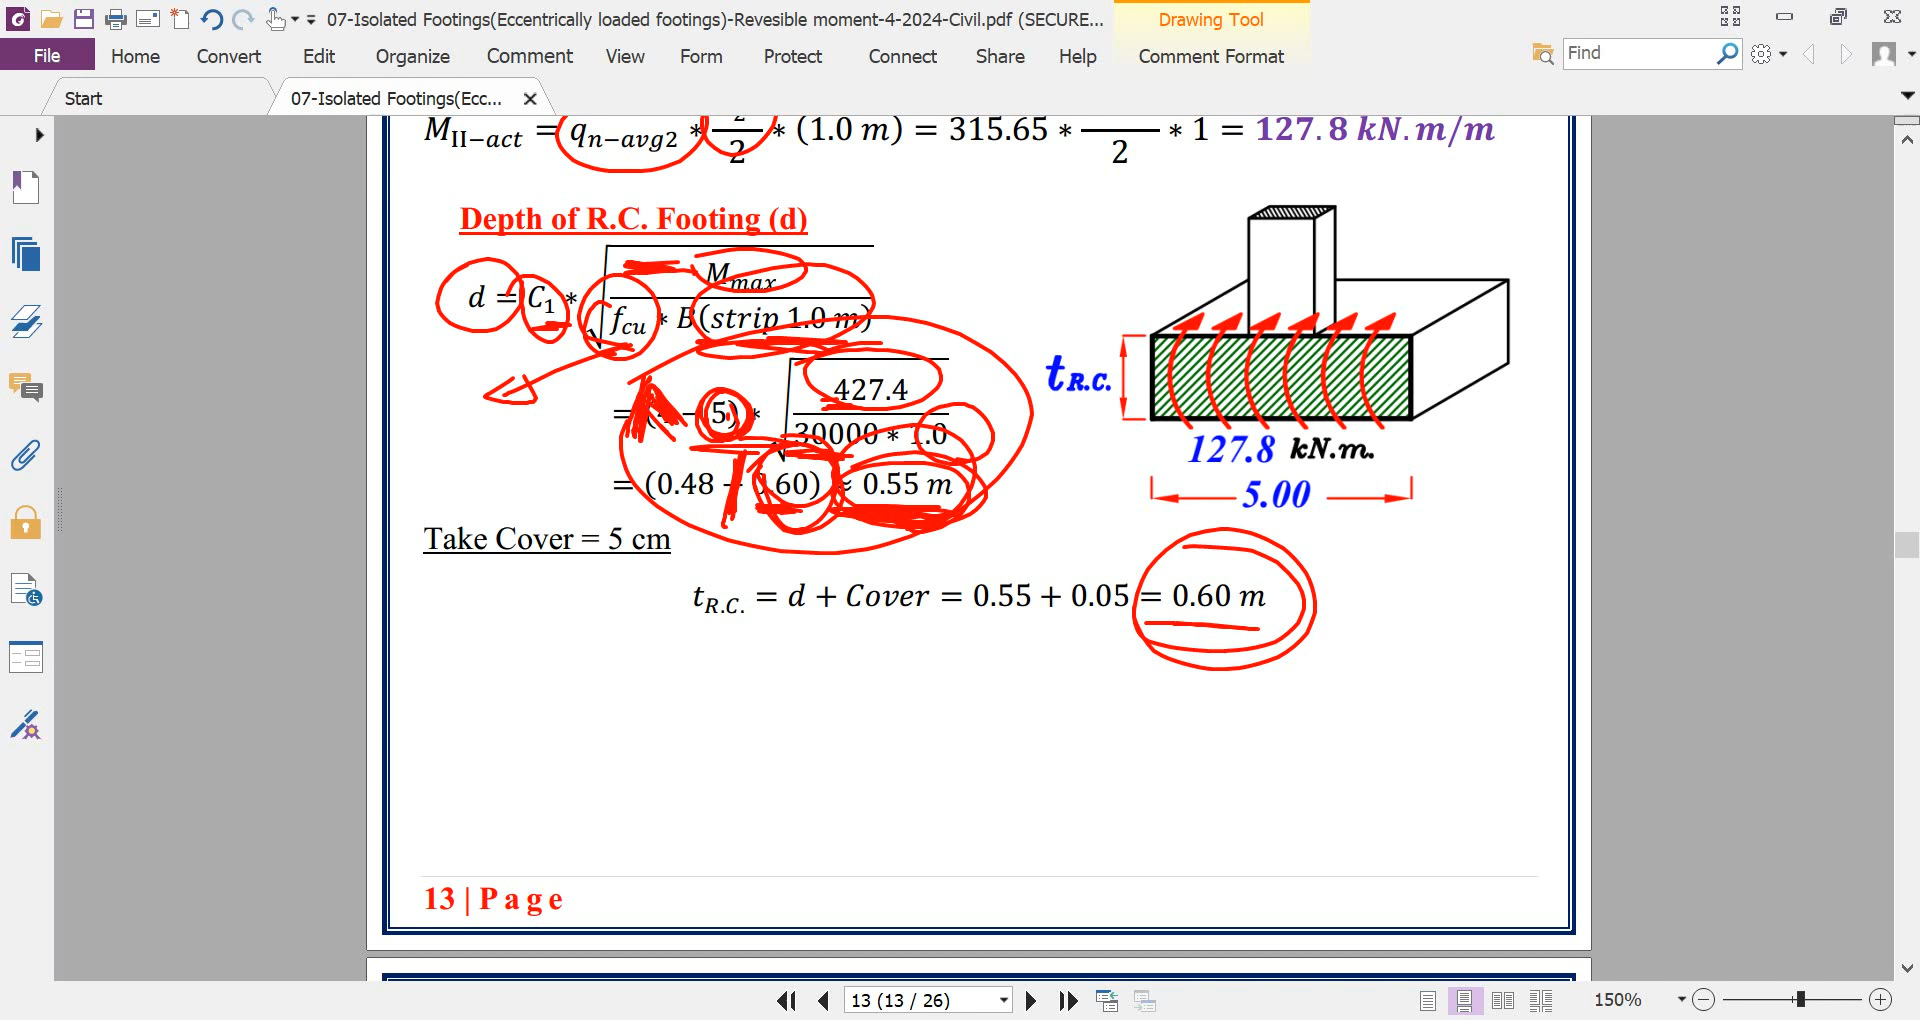 07-Isolated Footings(Eccentrically loaded footings)-Revesible moment-4-2024-Civil.pdf (SECURE...
Drawing Tool
File Home Convert Edit Organize Comment View Form Protect Connect Share Help Comment Format
Find
Start
07-Isolated Footings(Ecc...
M_II−act = q_n−avg2 * /2 * (1.0 m) = 315.65 * /2 * 1 = 127.8 kN.m/m
Depth of R.C. Footing (d)
d = C_1 * √(M_max / f_cu * B(strip 1.0 m))
= 5) * √(427.4 / 30000 * 1.0)
= (0.48 60) ≈ 0.55 m
t R.C.
127.8 kN.m.
5.00
Take Cover = 5 cm
t_R.C. = d + Cover = 0.55 + 0.05 = 0.60 m
13 | P a g e
13 (13 / 26)
150%